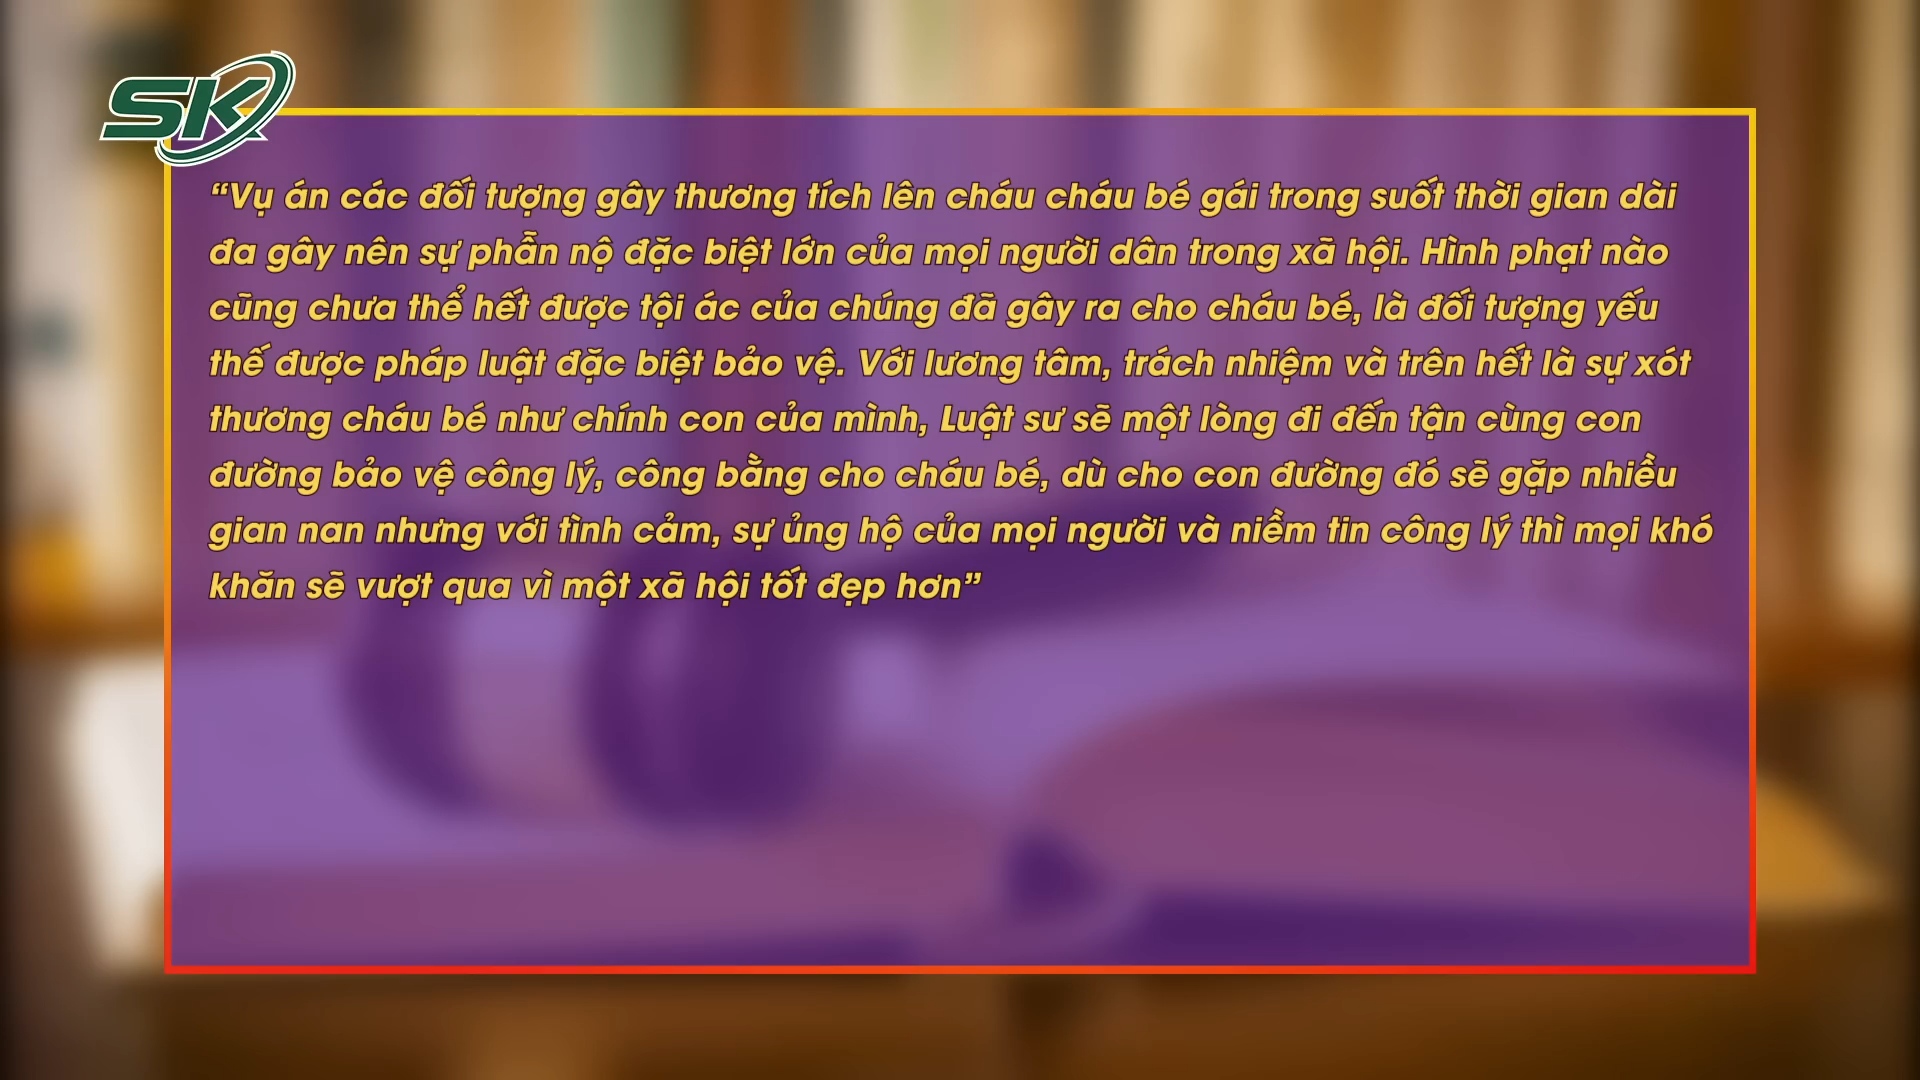 SK
“Vụ án các đối tượng gây thương tích lên cháu cháu bé gái trong suốt thời gian dài
đa gây nên sự phẫn nộ đặc biệt lớn của mọi người dân trong xã hội. Hình phạt nào
cũng chưa thể hết được tội ác của chúng đã gây ra cho cháu bé, là đối tượng yếu
thế được pháp luật đặc biệt bảo vệ. Với lương tâm, trách nhiệm và trên hết là sự xót
thương cháu bé như chính con của mình, Luật sư sẽ một lòng đi đến tận cùng con
đường bảo vệ công lý, công bằng cho cháu bé, dù cho con đường đó sẽ gặp nhiều
gian nan nhưng với tình cảm, sự ủng hộ của mọi người và niềm tin công lý thì mọi khó
khăn sẽ vượt qua vì một xã hội tốt đẹp hơn”